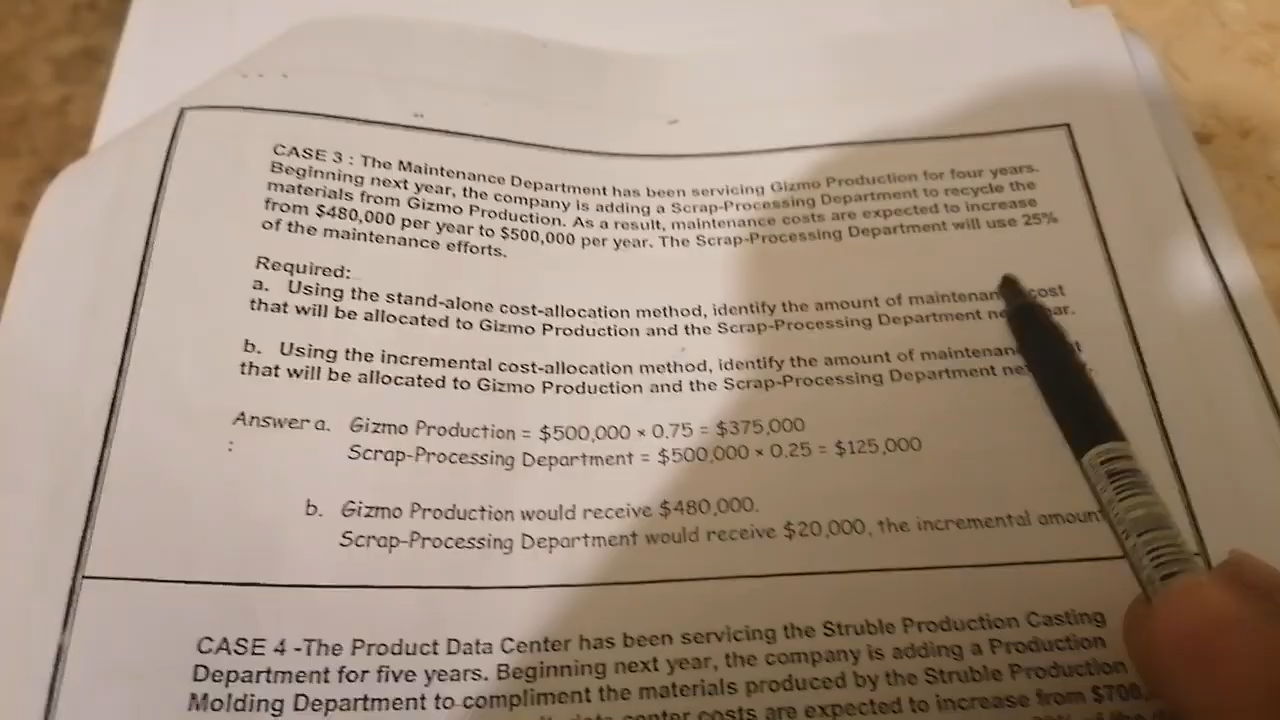 CASE 3 : The Maintenance Department has been servicing Gizmo Production for four years.
Beginning next year, the company is adding a Scrap-Processing Department to recycle the
materials from Gizmo Production. As a result, maintenance costs are expected to increase
from $480,000 per year to $500,000 per year. The Scrap-Processing Department will use 25%
of the maintenance efforts.
Required:
a. Using the stand-alone cost-allocation method, identify the amount of cost
that will be allocated to Gizmo Production and the Scrap-Processing Department
b. Using the incremental cost-allocation method, identify the amount of
that will be allocated to Gizmo Production and the Scrap-Processing Department
Answer a. Gizmo Production = $500,000 × 0.75 = $375,000
: Scrap-Processing Department = $500,000 × 0.25 = $125,000
b. Gizmo Production would receive $480,000.
Scrap-Processing Department would receive $20,000, the incremental amount
CASE 4 -The Product Data Center has been servicing the Struble Production Casting
Department for five years. Beginning next year, the company is adding a Production
Molding Department to compliment the materials produced by the Struble Production
center costs are expected to increase from